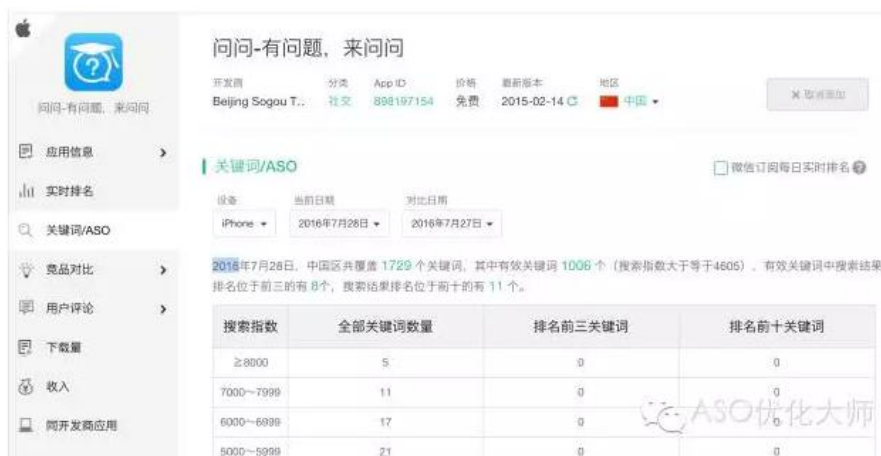 问问-有问题，来问问
开发商 分类 App ID 价格 最新版本 地区
Beijing Sogou T.. 社交 898197154 免费 2015-02-14 中国
取消添加
问问-有问题，来问问
应用信息
实时排名
关键词/ASO
竞品对比
用户评论
下载量
收入
同开发商应用
关键词/ASO
微信订阅每日实时排名
设备 当前日期 对比日期
iPhone 2016年7月28日 2016年7月27日
2016年7月28日，中国区共覆盖 1729 个关键词，其中有效关键词 1006 个（搜索指数大于等于4605）、有效关键词中搜索结果
排名位于前三的有 8个，搜索结果排名位于前十的有 11 个。
搜索指数 全部关键词数量 排名前三关键词 排名前十关键词
≥8000 5 0 0
7000～7999 11 0 0
6000～6999 17 0 0
5000～5999 21 0 0
ASO优化大师